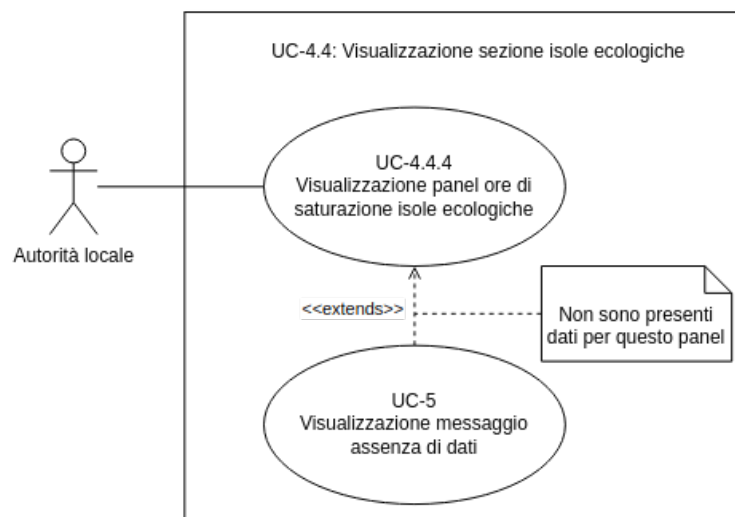 UC-4.4: Visualizzazione sezione isole ecologiche
UC-4.4.4
Visualizzazione panel ore di
saturazione isole ecologiche
Autorità locale
<<extends>>
Non sono presenti
dati per questo panel
UC-5
Visualizzazione messaggio
assenza di dati